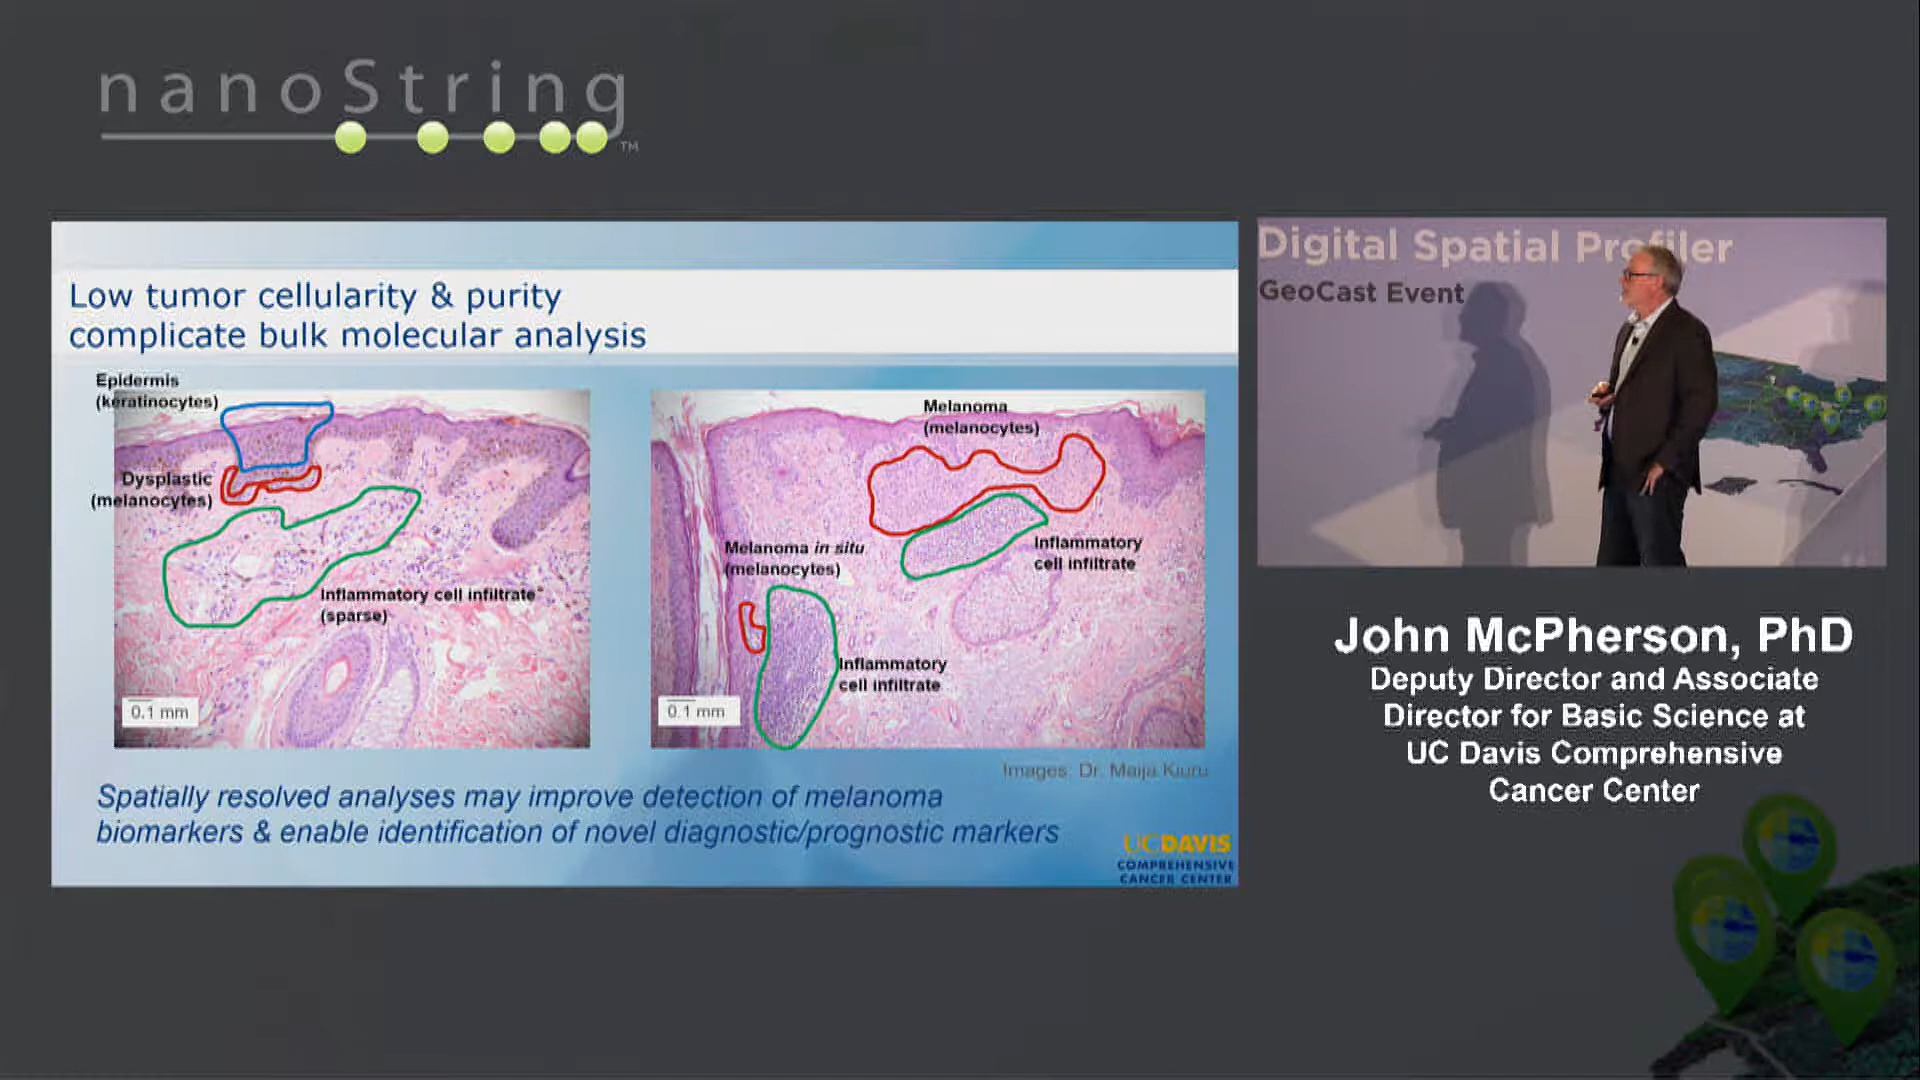 nanoString
TM
Low tumor cellularity & purity
complicate bulk molecular analysis
Epidermis
(keratinocytes)
Dysplastic
(melanocytes)
Inflammatory cell infiltrate
(sparse)
0.1 mm
Melanoma
(melanocytes)
Melanoma in situ
(melanocytes)
Inflammatory
cell infiltrate
Inflammatory
cell infiltrate
0.1 mm
Images: Dr. Maija Kiuru
Spatially resolved analyses may improve detection of melanoma
biomarkers & enable identification of novel diagnostic/prognostic markers
UCDAVIS
COMPREHENSIVE
CANCER CENTER
Digital Spatial Profiler
GeoCast Event
John McPherson, PhD
Deputy Director and Associate
Director for Basic Science at
UC Davis Comprehensive
Cancer Center